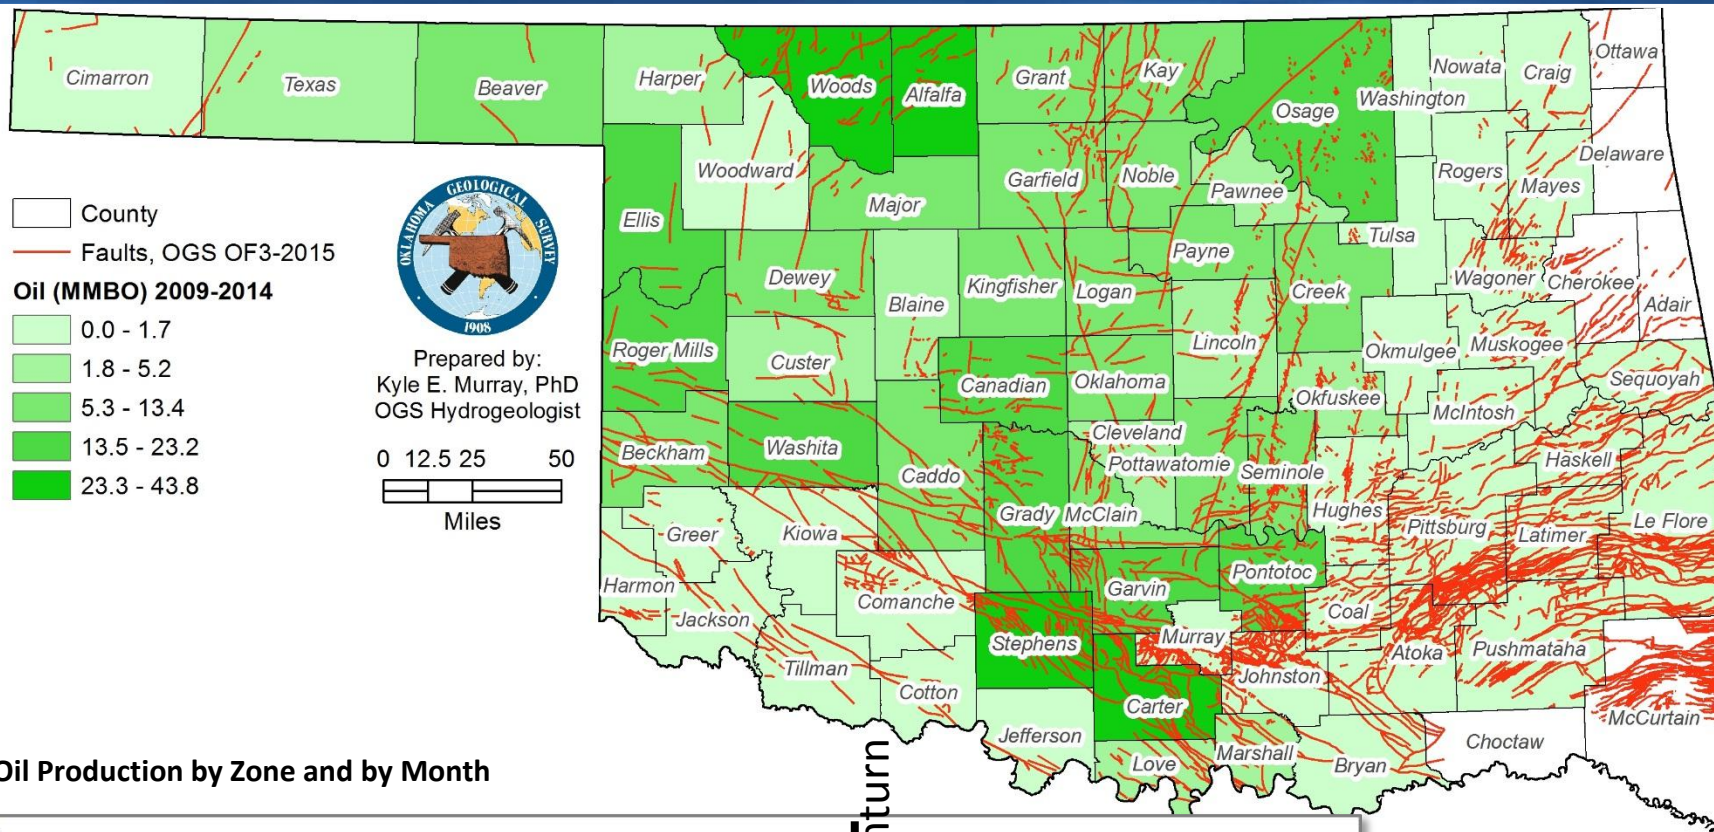 Cimarron
Texas
Beaver
Harper
Woods
Alfalfa
Grant
Kay
Osage
Washington
Nowata
Craig
Ottawa
Woodward
Major
Garfield
Noble
Pawnee
Rogers
Mayes
Delaware
Ellis
Dewey
Blaine
Kingfisher
Logan
Payne
Creek
Tulsa
Wagoner
Cherokee
Adair
Roger Mills
Custer
Canadian
Oklahoma
Lincoln
Okfuskee
Okmulgee
Muskogee
McIntosh
Sequoyah
Beckham
Washita
Caddo
Grady
McClain
Cleveland
Pottawatomie
Seminole
Hughes
Pittsburg
Haskell
Latimer
Le Flore
Greer
Kiowa
Harmon
Jackson
Comanche
Tillman
Cotton
Stephens
Garvin
Murray
Pontotoc
Coal
Atoka
Pushmataha
Johnston
Carter
Jefferson
Love
Marshall
Bryan
Choctaw
McCurtain
County
Faults, OGS OF3-2015
Oil (MMBO) 2009-2014
0.0 - 1.7
1.8 - 5.2
5.3 - 13.4
13.5 - 23.2
23.3 - 43.8
OKLAHOMA GEOLOGICAL SURVEY
1908
Prepared by:
Kyle E. Murray, PhD
OGS Hydrogeologist
0 12.5 25 50
Miles
Oil Production by Zone and by Month